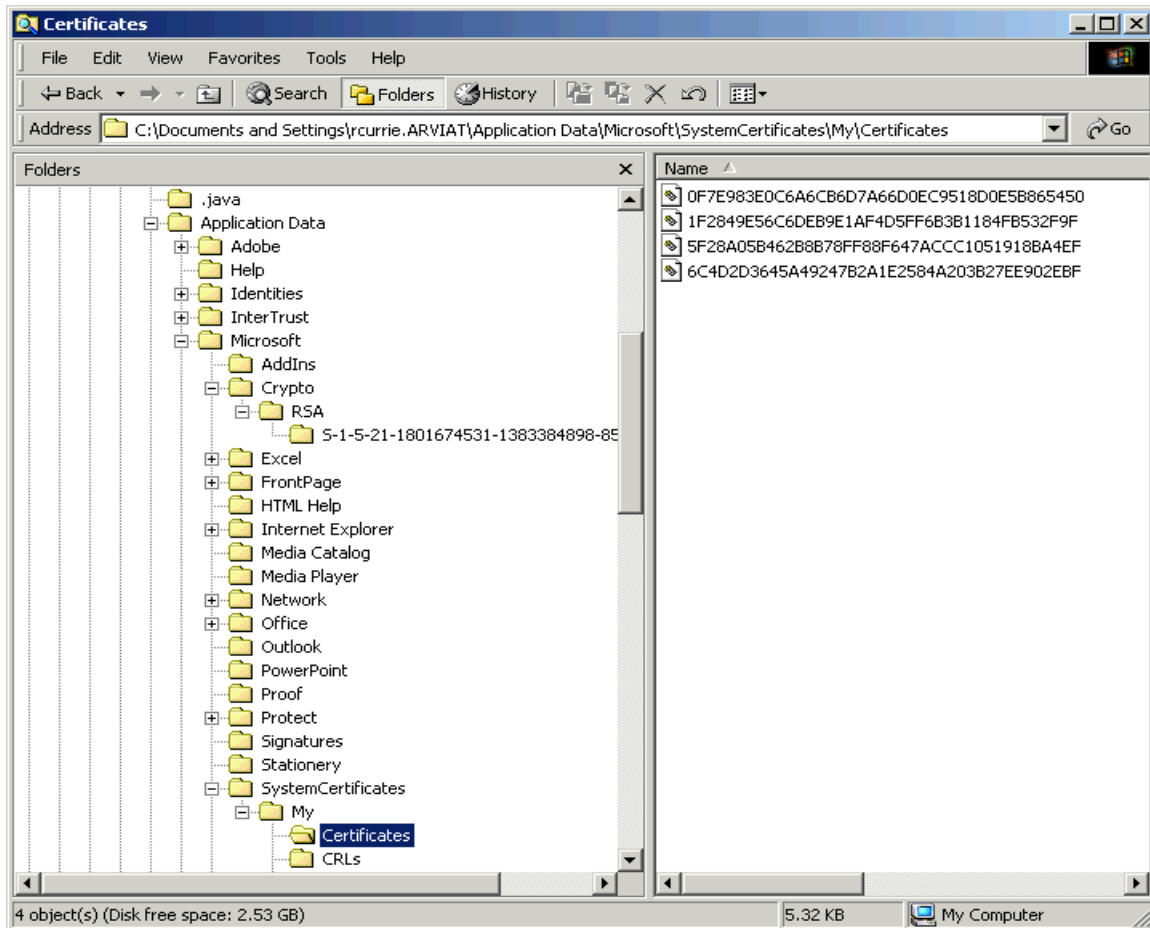 Certificates
File Edit View Favorites Tools Help
Back Search Folders History
Address C:\Documents and Settings\rcurrie.ARVIAT\Application Data\Microsoft\SystemCertificates\My\Certificates Go
Folders
.java
Application Data
Adobe
Help
Identities
InterTrust
Microsoft
AddIns
Crypto
RSA
S-1-5-21-1801674531-1383384898-85
Excel
FrontPage
HTML Help
Internet Explorer
Media Catalog
Media Player
Network
Office
Outlook
PowerPoint
Proof
Protect
Signatures
Stationery
SystemCertificates
My
Certificates
CRLs
Name
0F7E983E0C6A6CB6D7A66D0EC9518D0E5B865450
1F2849E56C6DEB9E1AF4D5FF6B3B1184FB532F9F
5F28A05B462B8B78FF88F647ACCC1051918BA4EF
6C4D2D3645A49247B2A1E2584A203B27EE902EBF
4 object(s) (Disk free space: 2.53 GB) 5.32 KB My Computer